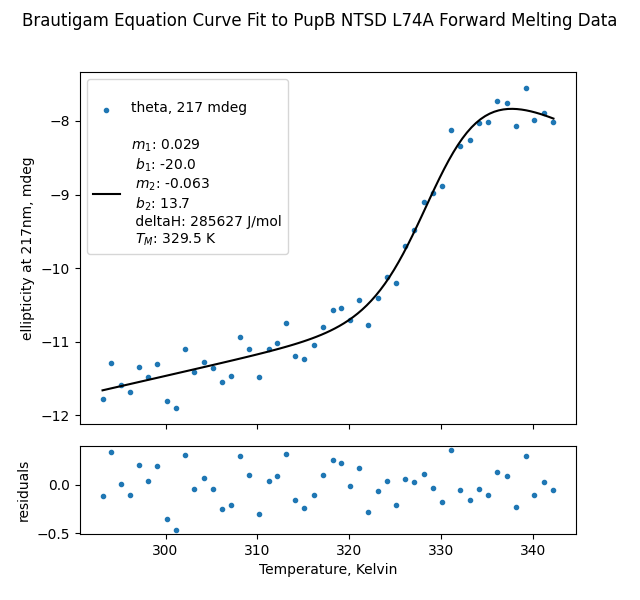 Brautigam Equation Curve Fit to PupB NTSD L74A Forward Melting Data
theta, 217 mdeg
m₁: 0.029
b₁: -20.0
m₂: -0.063
b₂: 13.7
deltaH: 285627 J/mol
T_M: 329.5 K
ellipticity at 217nm, mdeg
−8
−9
−10
−11
−12
residuals
0.0
−0.5
300
310
320
330
340
Temperature, Kelvin